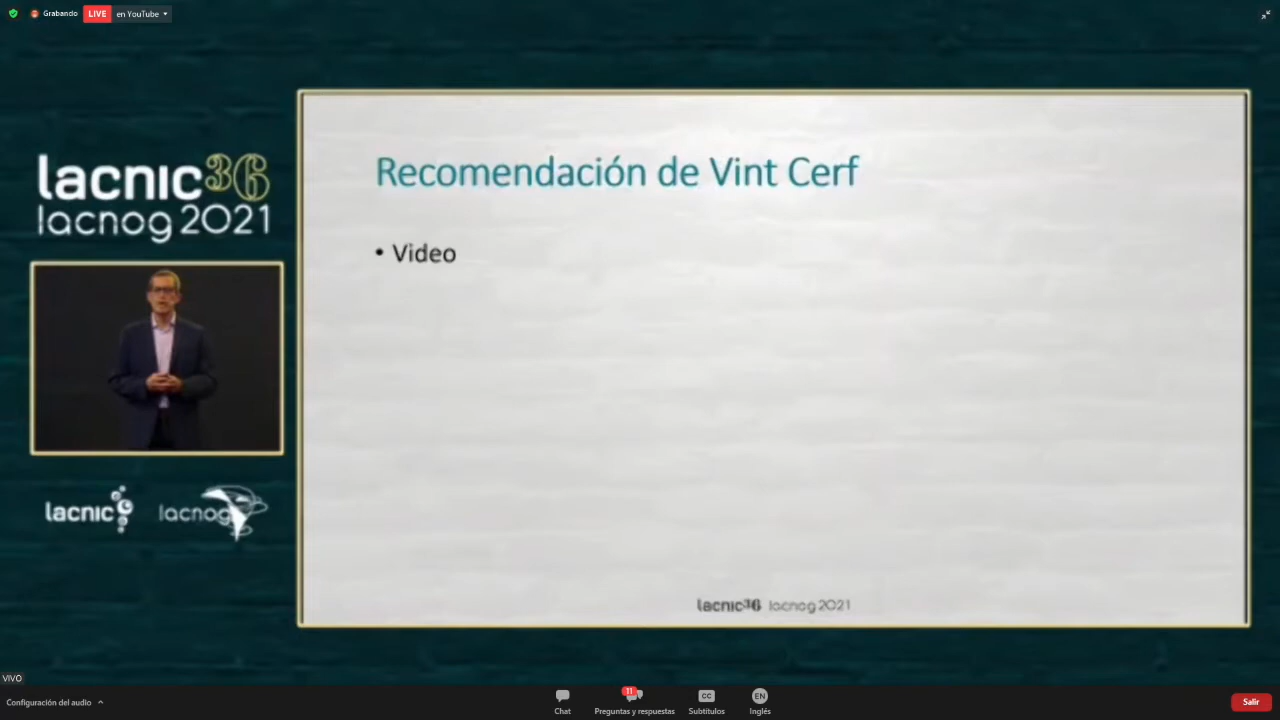 Grabando LIVE en YouTube
lacnic36
lacnog 2021
Recomendación de Vint Cerf
• Video
lacnic
lacnog
lacnic36 lacnog 2021
VIVO
Configuración del audio
11
Chat
Preguntas y respuestas
CC
Subtítulos
EN
Inglés
Salir